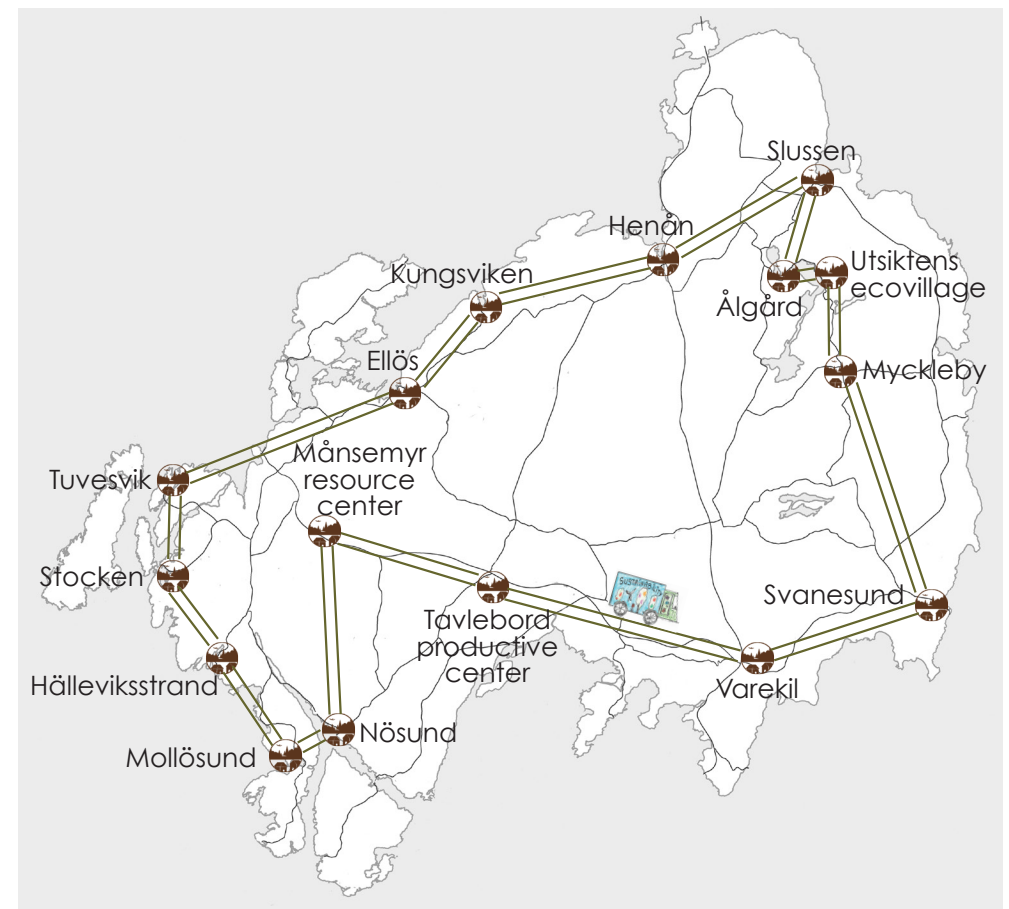 Slussen
Henån
Utsiktens
ecovillage
Kungsviken
Ålgård
Ellös
Myckleby
Månsemyr
resource
center
Tuvesvik
Stocken
SUSTAINABLE
Svanesund
Tavlebord
productive
center
Hälleviksstrand
Varekil
Nösund
Mollösund